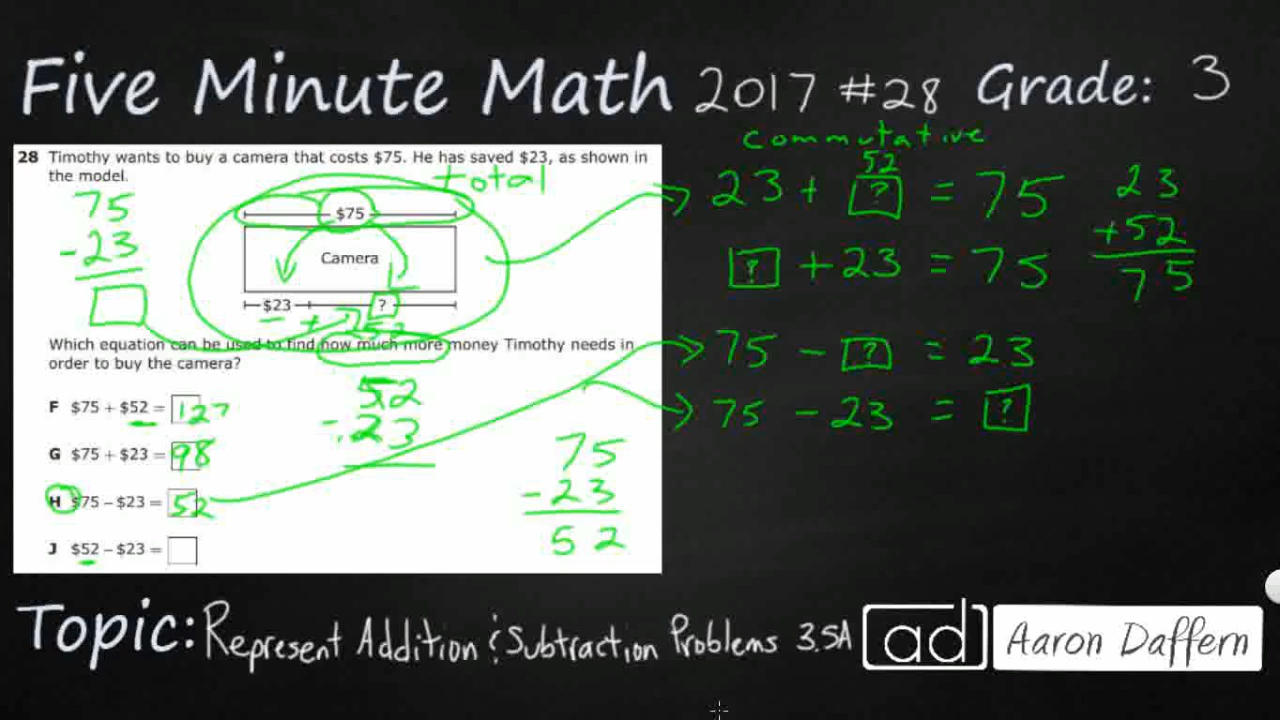 Five Minute Math 2017 #28 Grade: 3
28 Timothy wants to buy a camera that costs $75. He has saved $23, as shown in
the model.
total
75
- 23
$75
Camera
$23
?
- + 52
Which equation can be used to find how much more money Timothy needs in
order to buy the camera?
F $75 + $52 = 127
G $75 + $23 = 98
H $75 – $23 = 52
J $52 – $23 =
52
- 23
75
- 23
52
commutative
52
23 + ? = 75
? + 23 = 75
75 - ? = 23
75 - 23 = ?
23
+52
75
Topic: Represent Addition & Subtraction Problems 3.5A
ad Aaron Daffern